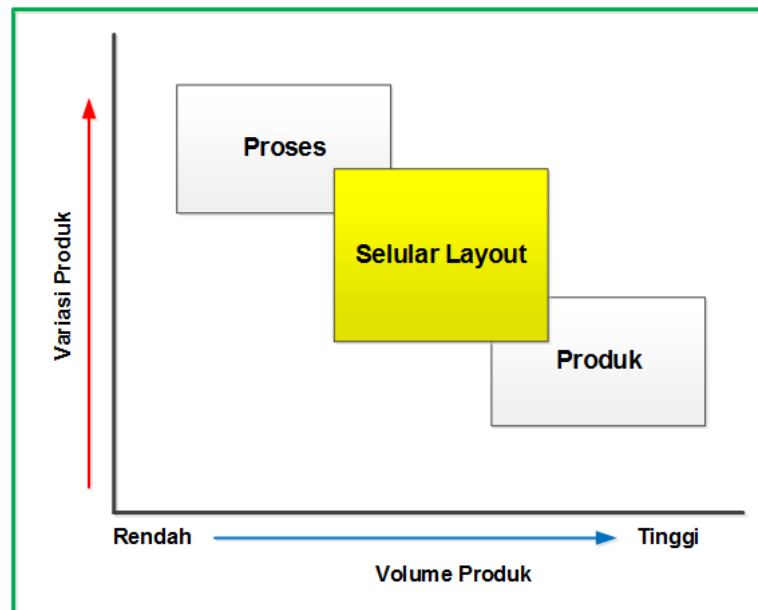 Proses
Selular Layout
Produk
Variasi Produk
Rendah
Tinggi
Volume Produk